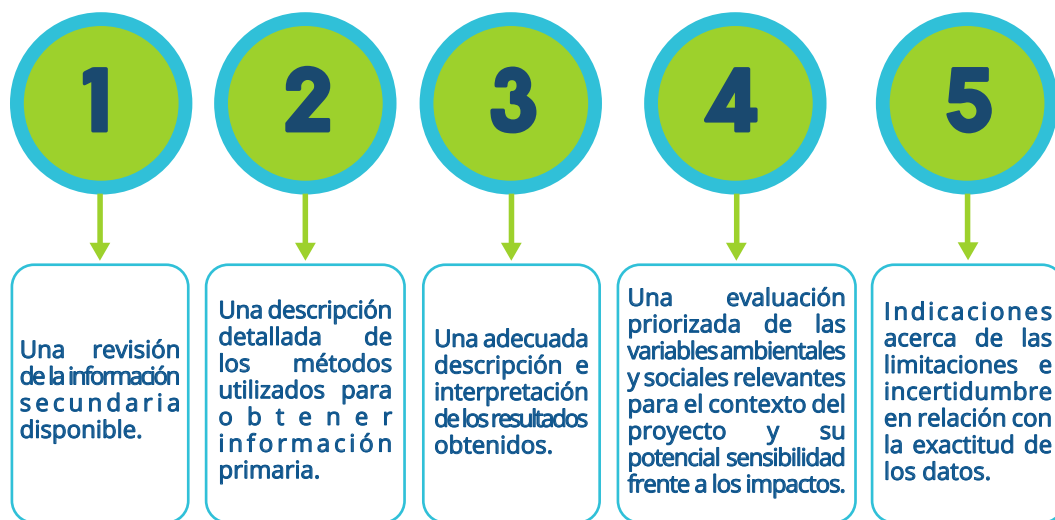 1
Una revisión
de la información
secundaria
disponible.
2
Una descripción
detallada de
los métodos
utilizados para
obtener
información
primaria.
3
Una adecuada
descripción e
interpretación
de los resultados
obtenidos.
4
Una evaluación
priorizada de las
variables ambientales
y sociales relevantes
para el contexto del
proyecto y su
potencial sensibilidad
frente a los impactos.
5
Indicaciones
acerca de las
limitaciones e
incertidumbre
en relación con
la exactitud de
los datos.